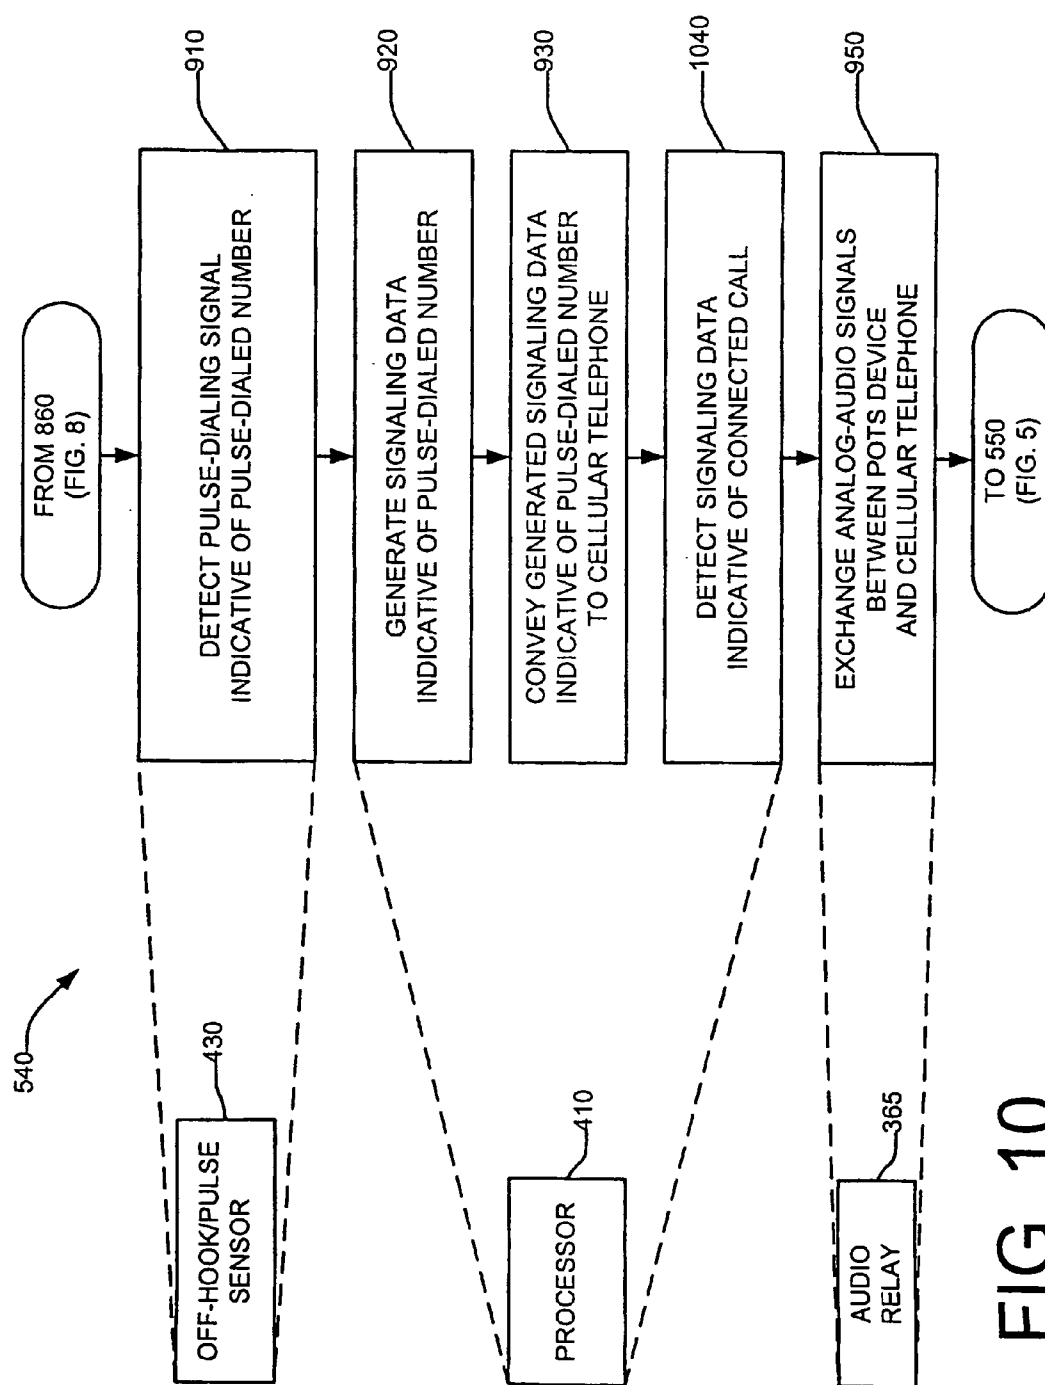 540
FROM 860
(FIG. 8)
OFF-HOOK/PULSE
SENSOR
430
DETECT PULSE-DIALING SIGNAL
INDICATIVE OF PULSE-DIALED NUMBER
910
GENERATE SIGNALING DATA
INDICATIVE OF PULSE-DIALED NUMBER
920
PROCESSOR
410
CONVEY GENERATED SIGNALING DATA
INDICATIVE OF PULSE-DIALED NUMBER
TO CELLULAR TELEPHONE
930
DETECT SIGNALING DATA
INDICATIVE OF CONNECTED CALL
1040
AUDIO
RELAY
365
EXCHANGE ANALOG-AUDIO SIGNALS
BETWEEN POTS DEVICE
AND CELLULAR TELEPHONE
950
TO 550
(FIG. 5)
FIG. 10